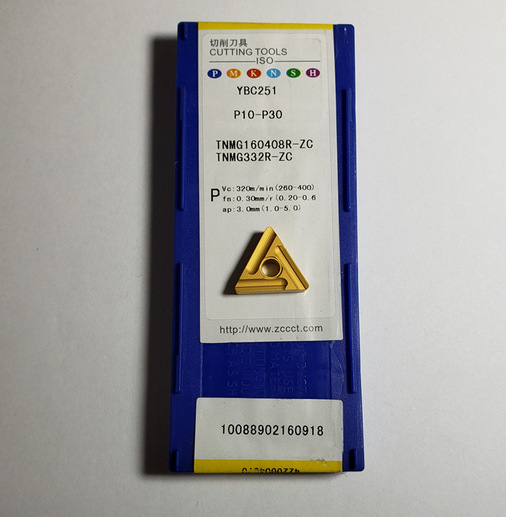 切削刀具
CUTTING TOOLS
ISO
P M K N S H
YBC251
P10-P30
TNMG160408R-ZC
TNMG332R-ZC
P
Vc:320m/min(260-400)
fn:0.30mm/r(0.20-0.6
ap:3.0mm(1.0-5.0)
http://www.zccct.com
10088902160918